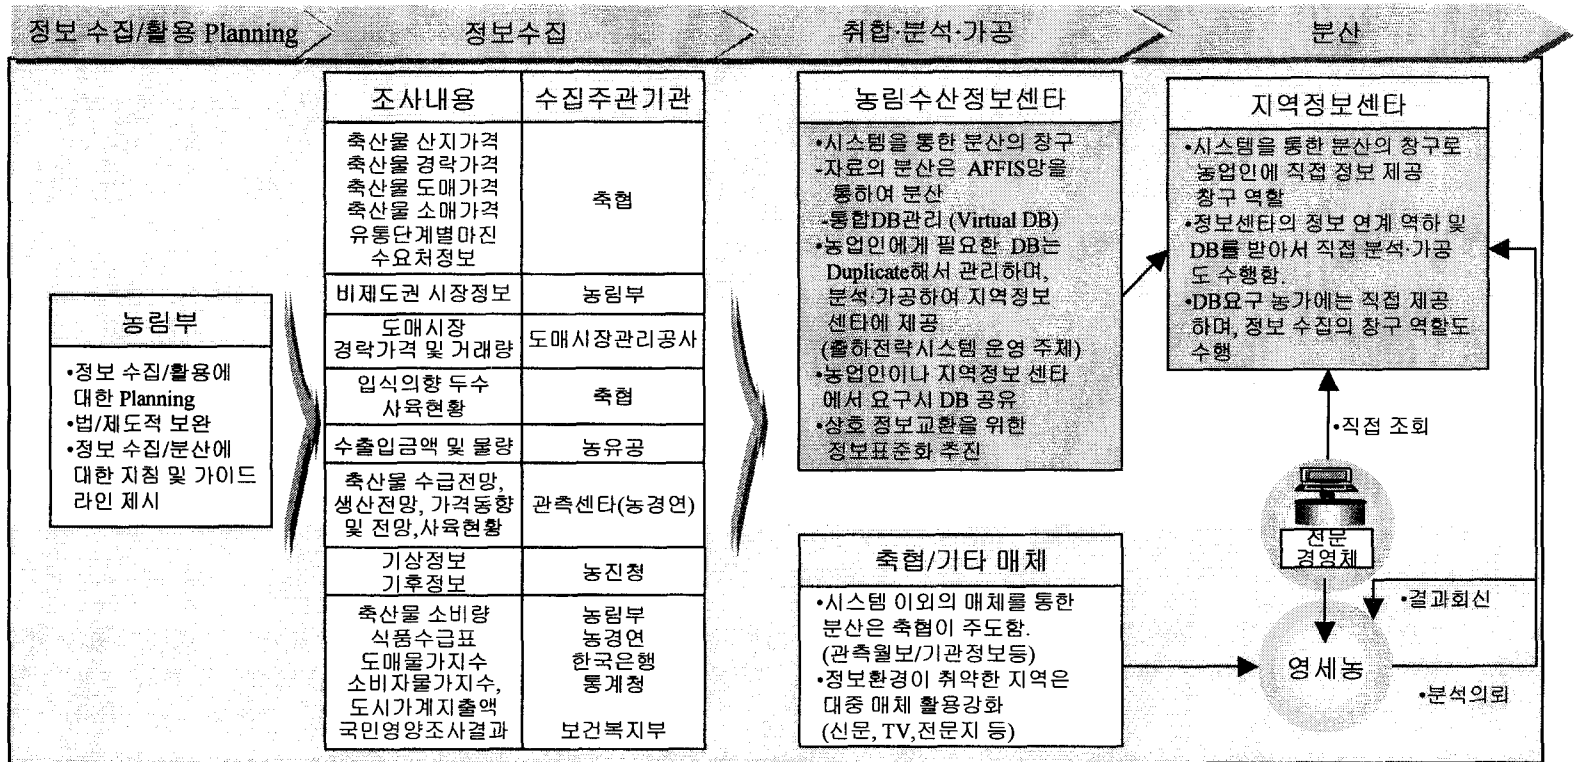 정보 수집/활용 Planning
정보수집
취합·분석·가공
분산
농림부
•정보 수집/활용에
대한 Planning
•법/제도적 보완
•정보 수집/분산에
대한 지침 및 가이드
라인 제시
조사내용 수집주관기관
축산물 산지가격
축산물 경락가격
축산물 도매가격
축산물 소매가격
유통단계별마진
수요처정보
축협
비제도권 시장정보 농림부
도매시장
경락가격 및 거래량
도매시장관리공사
입식의향 두수
사육현황
축협
수출입금액 및 물량 농유공
축산물 수급전망,
생산전망, 가격동향
및 전망,사육현황
관측센타(농경연)
기상정보
기후정보
농진청
축산물 소비량 농림부
식품수급표 농경연
도매물가지수 한국은행
소비자물가지수, 통계청
도시가계지출액
국민영양조사결과 보건복지부
농림수산정보센타
•시스템을 통한 분산의 창구
-자료의 분산은 AFFIS망을
통하여 분산
-통합DB관리 (Virtual DB)
•농업인에게 필요한 DB는
Duplicate해서 관리하며,
분석·가공하여 지역정보
센타에 제공
(출하전략시스템 운영 주체)
•농업인이나 지역정보 센타
에서 요구시 DB 공유
•상호 정보교환을 위한
정보표준화 추진
축협/기타 매체
•시스템 이외의 매체를 통한
분산은 축협이 주도함.
(관측월보/기관정보등)
•정보환경이 취약한 지역은
대중 매체 활용강화
(신문, TV,전문지 등)
지역정보센타
•시스템을 통한 분산의 창구로
농업인에 직접 정보 제공
창구 역할
•정보센타의 정보 연계 역하 및
DB를 받아서 직접 분석·가공
도 수행함.
•DB요구 농가에는 직접 제공
하며, 정보 수집의 창구 역할도
수행
•직접 조회
전문
경영체
•결과회신
영세농
•분석의뢰